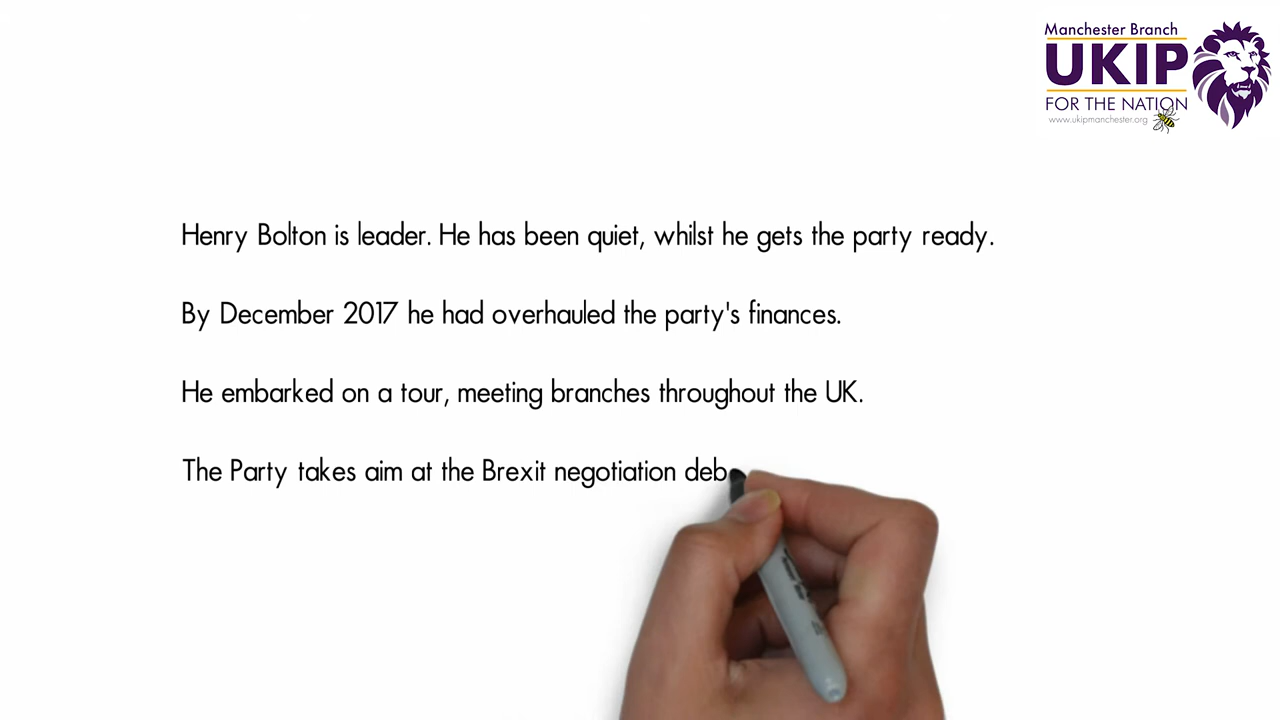 Manchester Branch
UKIP
FOR THE NATION
www.ukipmanchester.org
Henry Bolton is leader. He has been quiet, whilst he gets the party ready.
By December 2017 he had overhauled the party's finances.
He embarked on a tour, meeting branches throughout the UK.
The Party takes aim at the Brexit negotiation deb